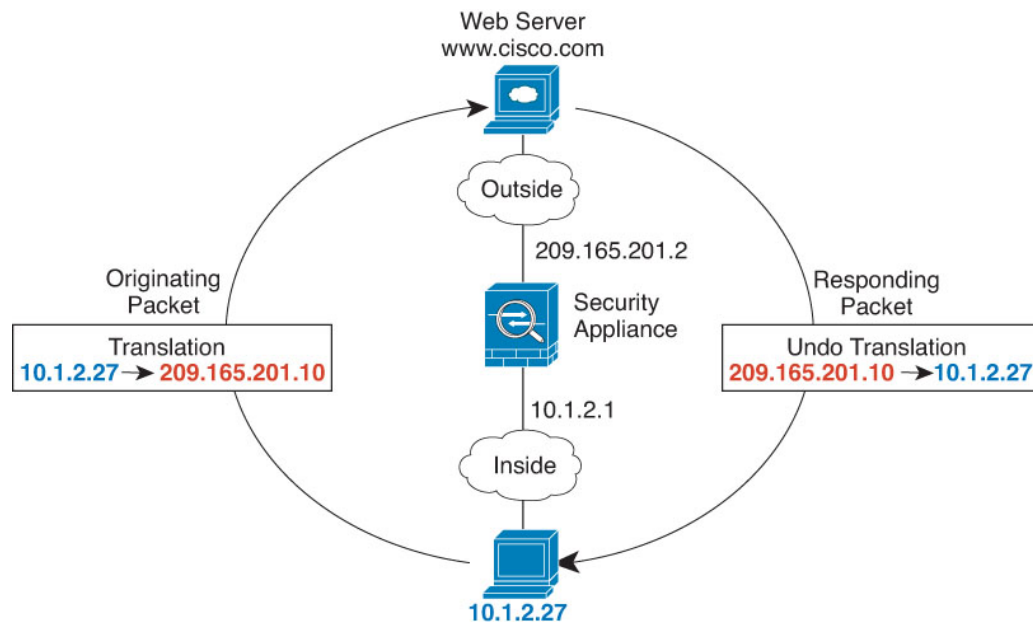 Web Server
www.cisco.com
Outside
209.165.201.2
Originating
Packet
Translation
10.1.2.27 209.165.201.10
Security
Appliance
Responding
Packet
Undo Translation
209.165.201.10 10.1.2.27
10.1.2.1
Inside
10.1.2.27